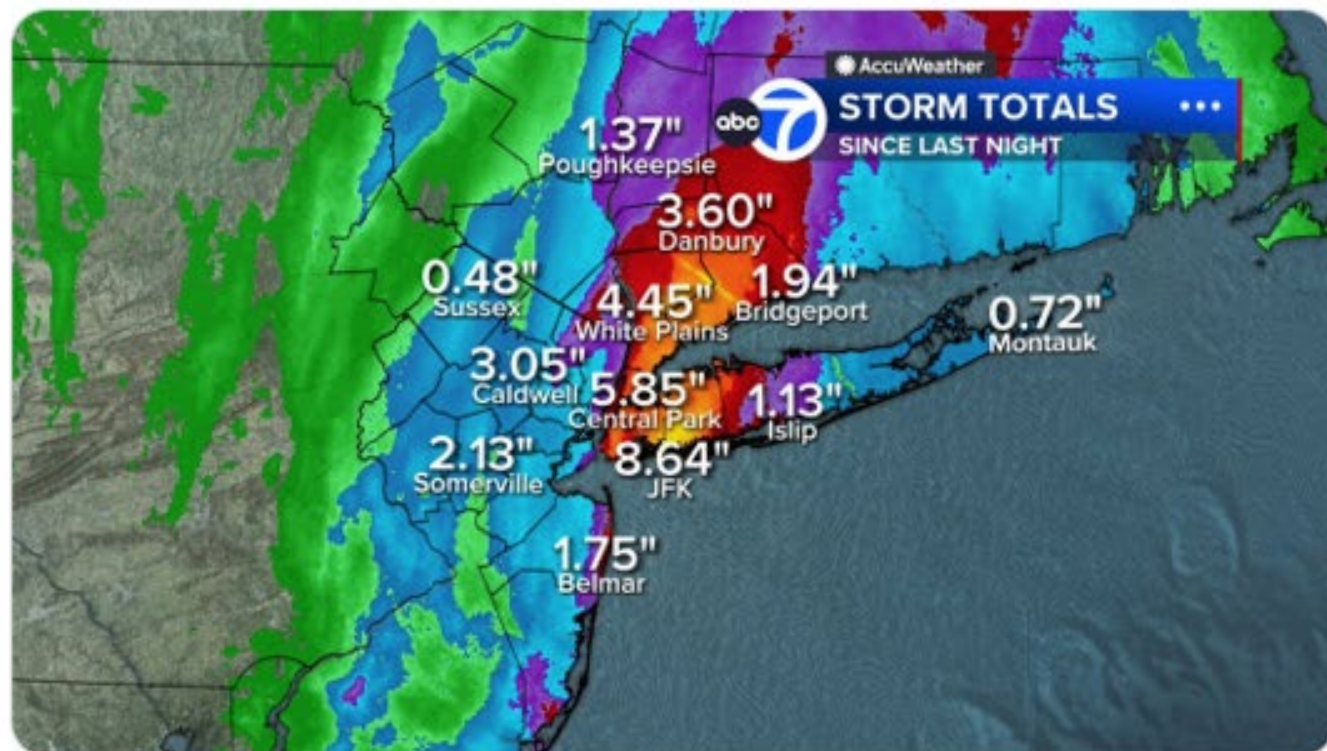 AccuWeather
abc 7
STORM TOTALS
SINCE LAST NIGHT
1.37"
Poughkeepsie
3.60"
Danbury
0.48"
Sussex
4.45"
White Plains
1.94"
Bridgeport
0.72"
Montauk
3.05"
Caldwell
5.85"
Central Park
1.13"
Islip
2.13"
Somerville
8.64"
JFK
1.75"
Belmar